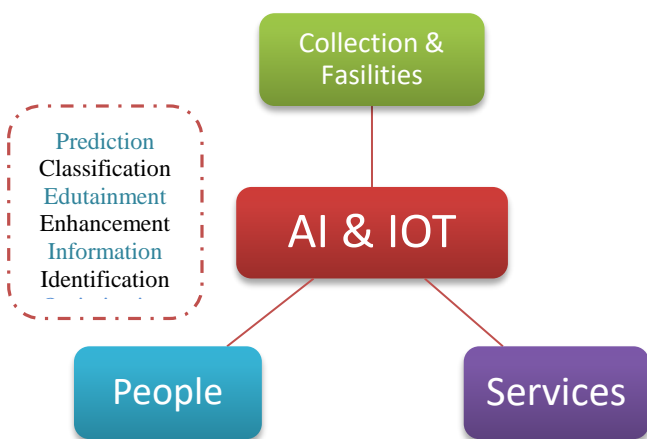 Collection &
Fasilities
Prediction
Classification
Edutainment
Enhancement
Information
Identification
AI & IOT
People
Services